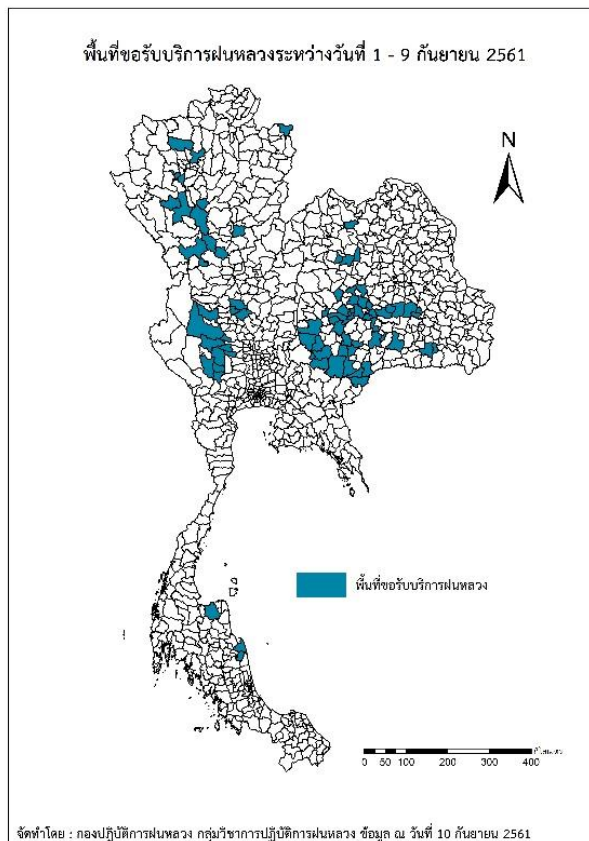 พื้นที่ขอรับบริการฝนหลวงระหว่างวันที่ 1 - 9 กันยายน 2561
N
พื้นที่ขอรับบริการฝนหลวง
0 50 100 200 300 400
จัดทำโดย : กองปฏิบัติการฝนหลวง กลุ่มวิชาการปฏิบัติการฝนหลวง ข้อมูล ณ วันที่ 10 กันยายน 2561